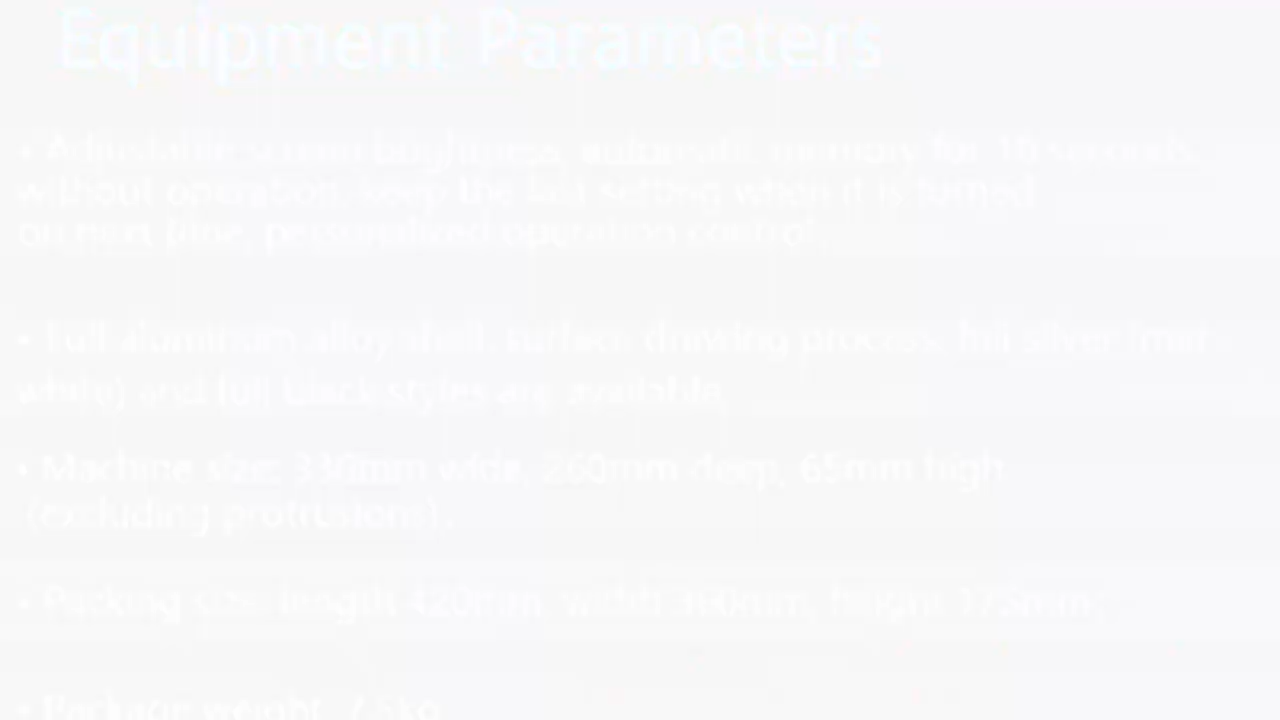 Equipment Parameters
• Adjustable screen brightness, automatic memory for 10 seconds
without operation, keep the last setting when it is turned
on next time, personalized operation control,
• Full aluminum alloy shell, surface drawing process, full silver (mat
white) and full black styles are available.
• Machine size: 330mm wide, 260mm deep, 65mm high
(excluding protrusions).
• Packing size: length 420mm, width height 175mm,
• Package weight 7.5kg